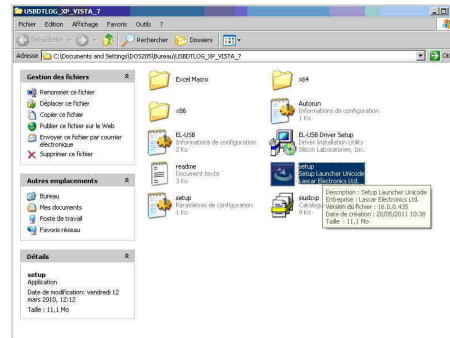 USBDTLOG_XP_VISTA_7
Fichier Edition Affichage Favoris Outils ?
Précédente Rechercher Dossiers
Adresse C:\Documents and Settings\DOS205\Bureau\USBDTLOG_XP_VISTA_7 OK
Gestion des fichiers
Renommer ce fichier
Déplacer ce fichier
Copier ce fichier
Publier ce fichier sur le Web
Envoyer ce fichier par courrier
électronique
Supprimer ce fichier
Autres emplacements
Bureau
Mes documents
Poste de travail
Favoris réseau
Détails
setup
Application
Date de modification: vendredi 12
mars 2010, 12:12
Taille : 11,1 Mo
Excel Macro
x64
x86
Autorun
Informations de configuration
1 Ko
EL-USB
Informations de configuration
2 Ko
EL-USB Driver Setup
Driver Installation Utility
Silicon Laboratories, Inc.
readme
Document texte
3 Ko
setup
Setup Launcher Unicode
Lascar Electronics Ltd.
setup
Paramètres de configuration
1 Ko
siusbxp
Catalogue
9 Ko
Description : Setup Launcher Unicode
Entreprise : Lascar Electronics Ltd.
Version du fichier : 16.0.0.435
Date de création : 20/05/2011 10:38
Taille : 11,1 Mo